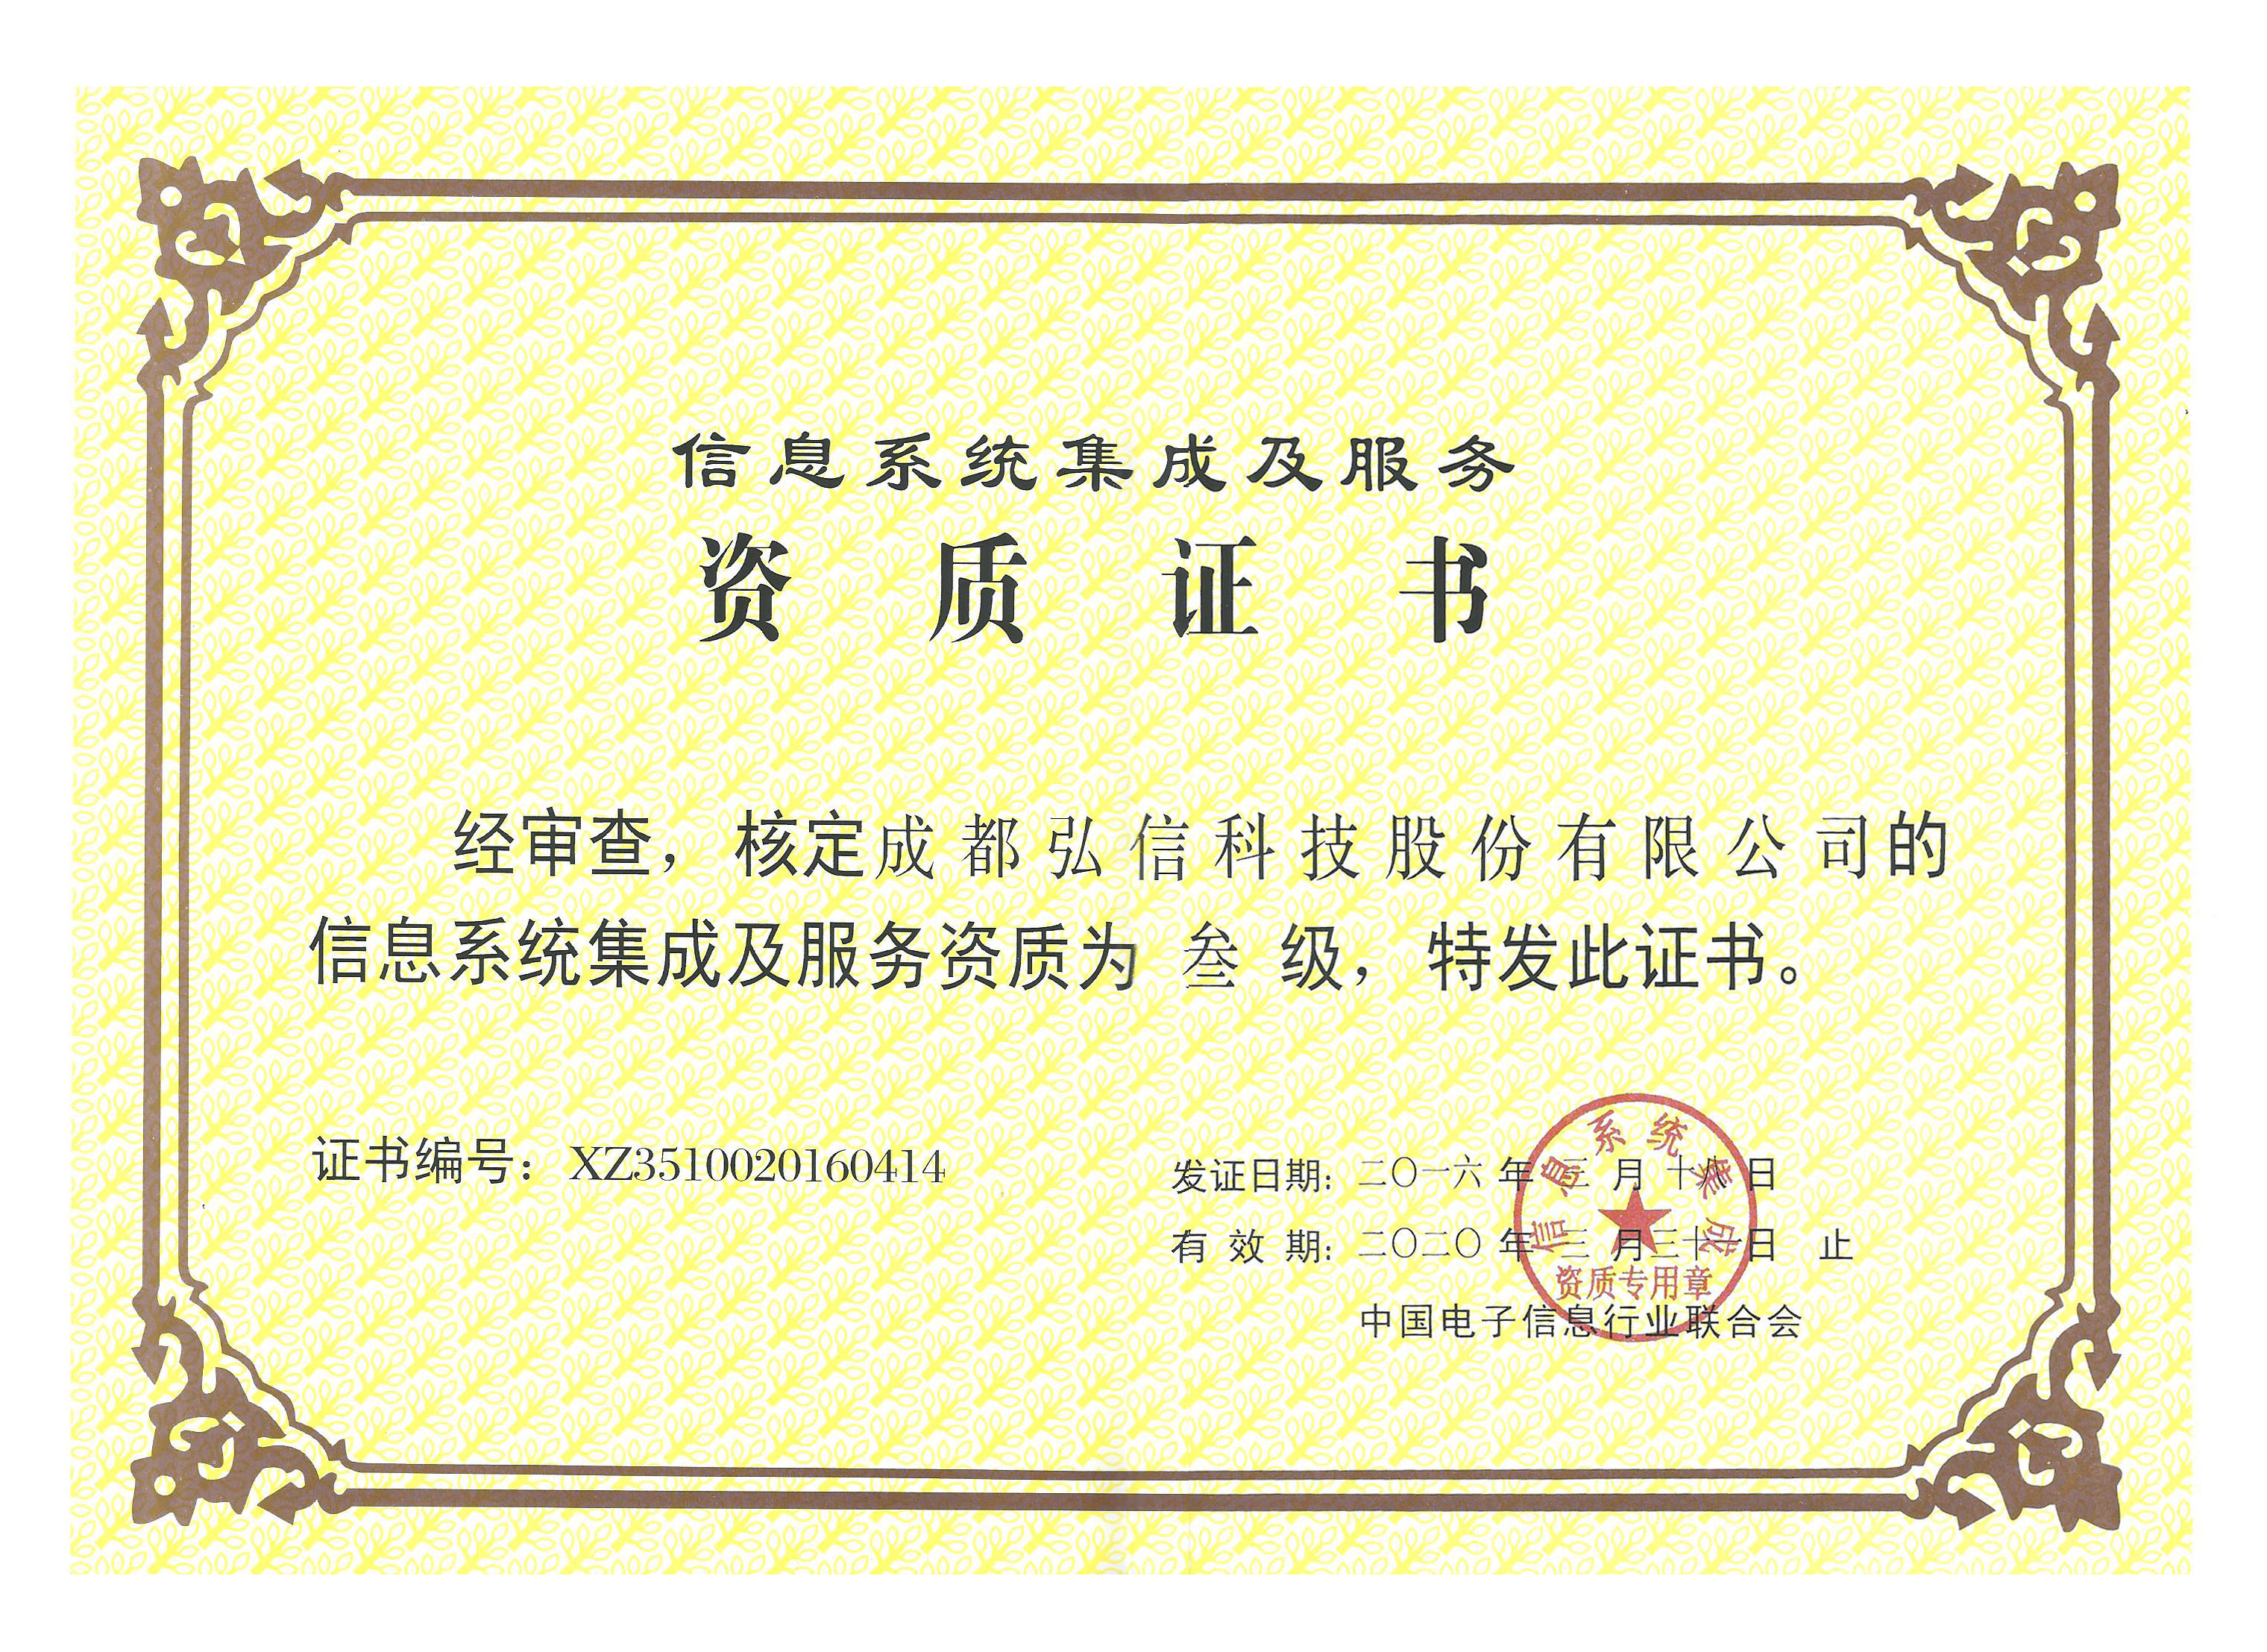 信息系统集成及服务
资质证书
经审查，核定成都弘信科技股份有限公司的
信息系统集成及服务资质为 叁 级，特发此证书。
证书编号：XZ3510020160414
发证日期：二〇一六 年 三 月 十八 日
有效期：二〇二〇 年 三 月 三十一 日 止
中国电子信息行业联合会
信息系统集成
资质专用章